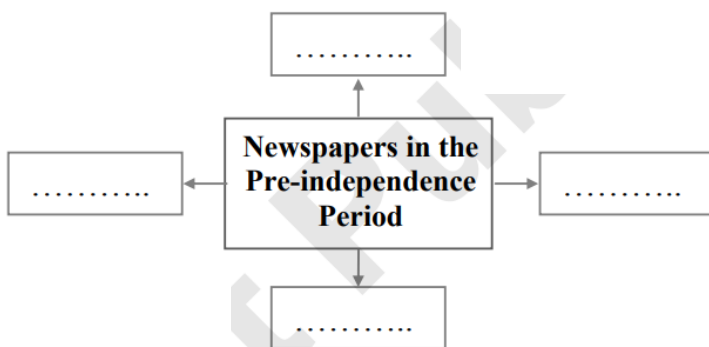 ………..
Newspapers in the
Pre-independence
Period
………..
………..
………..